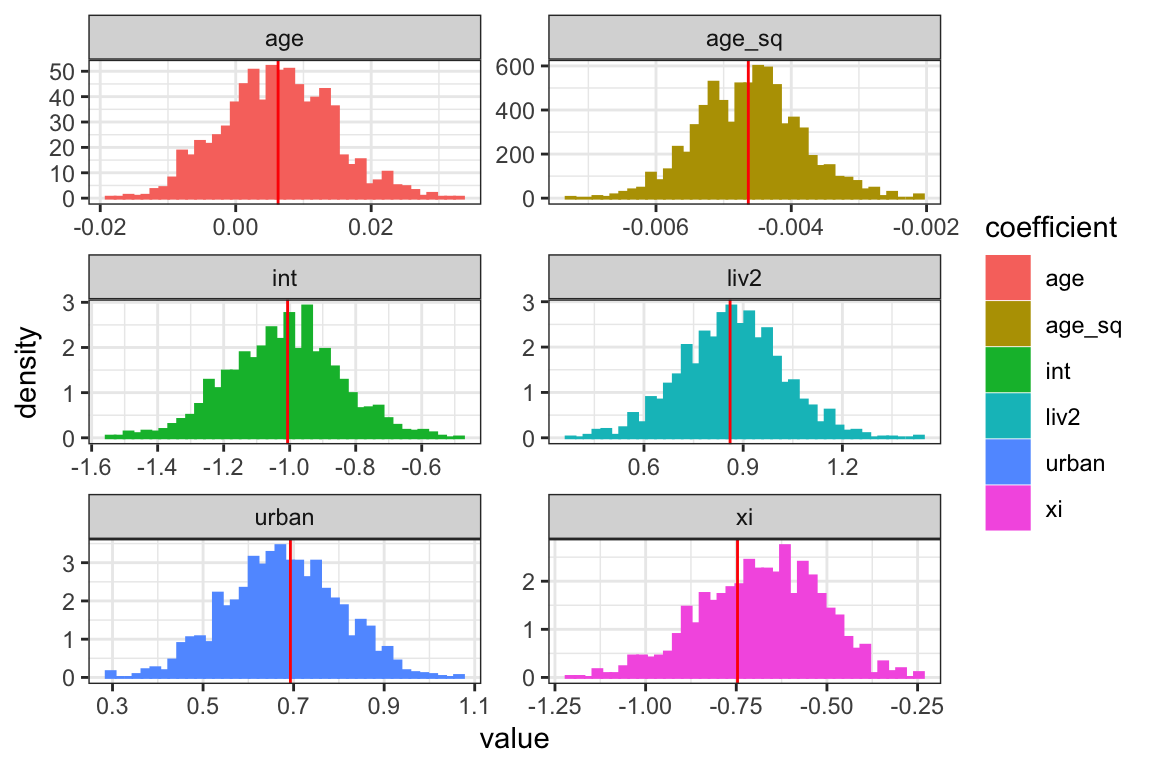 age
age_sq
50
40
30
20
10
0
-0.02 0.00 0.02
600
400
200
0
-0.006 -0.004 -0.002
int
liv2
3
2
1
0
-1.6 -1.4 -1.2 -1.0 -0.8 -0.6
3
2
1
0
0.6 0.9 1.2
urban
xi
3
2
1
0
0.3 0.5 0.7 0.9 1.1
2
1
0
-1.25 -1.00 -0.75 -0.50 -0.25
density
value
coefficient
age
age_sq
int
liv2
urban
xi